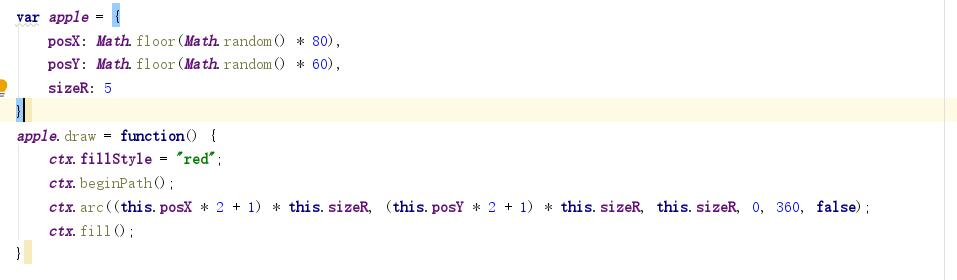 var apple = {
    posX: Math.floor(Math.random() * 80),
    posY: Math.floor(Math.random() * 60),
    sizeR: 5
}
apple.draw = function() {
    ctx.fillStyle = "red";
    ctx.beginPath();
    ctx.arc((this.posX * 2 + 1) * this.sizeR, (this.posY * 2 + 1) * this.sizeR, this.sizeR, 0, 360, false);
    ctx.fill();
}